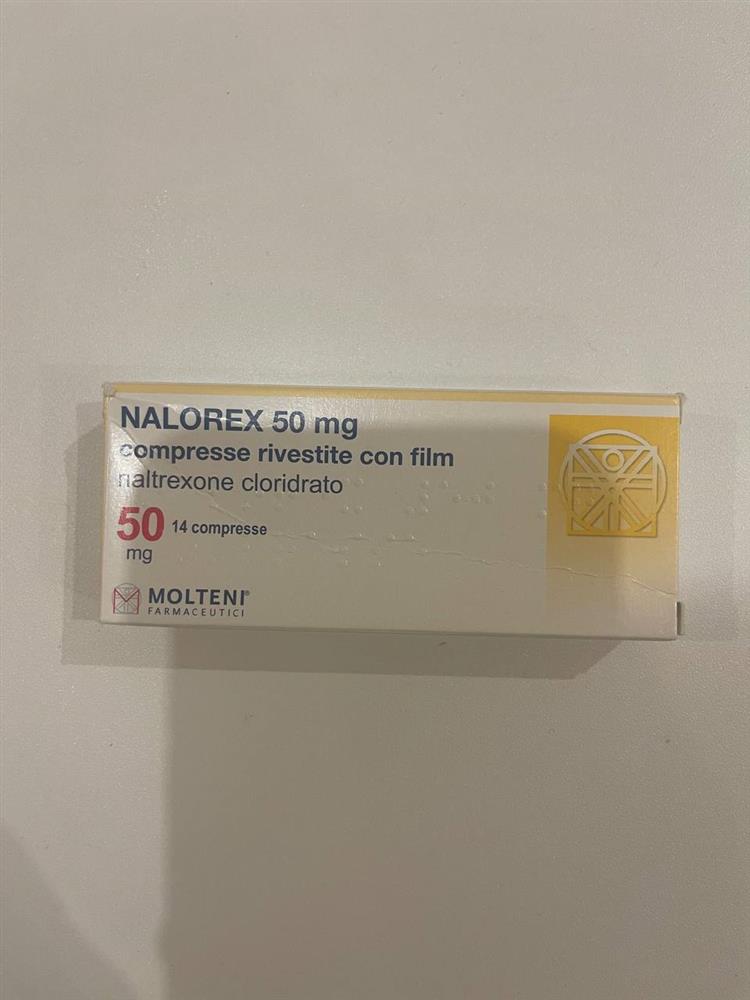 NALOREX 50 mg
compresse rivestite con film
naltrexone cloridrato
50 14 compresse
mg
MOLTENI®
FARMACEUTICI